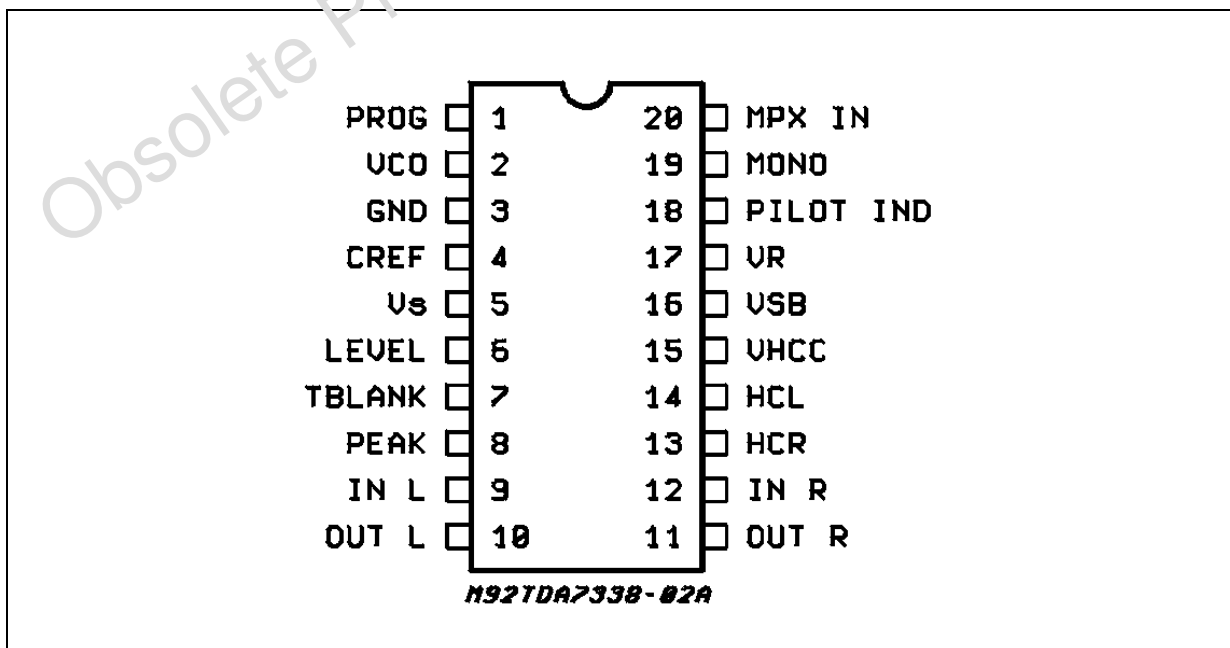 Obsolete Pr
PROG 1 20 MPX IN
VCO 2 19 MONO
GND 3 18 PILOT IND
CREF 4 17 VR
Vs 5 16 VSB
LEVEL 6 15 VHCC
TBLANK 7 14 HCL
PEAK 8 13 HCR
IN L 9 12 IN R
OUT L 10 11 OUT R
M92TDA7338-02A